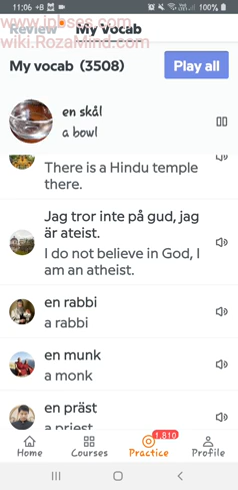 11:06 +8
100%
www.inbses.com
wiki.RozaMind.com
Review
My Vocab
My vocab (3508)
Play all
en skål
a bowl
There is a Hindu temple
there.
Jag tror inte på gud, jag
är ateist.
I do not believe in God, I
am an atheist.
en rabbi
a rabbi
en munk
a monk
en präst
a priest
1,810
Home
Courses
Practice
Profile